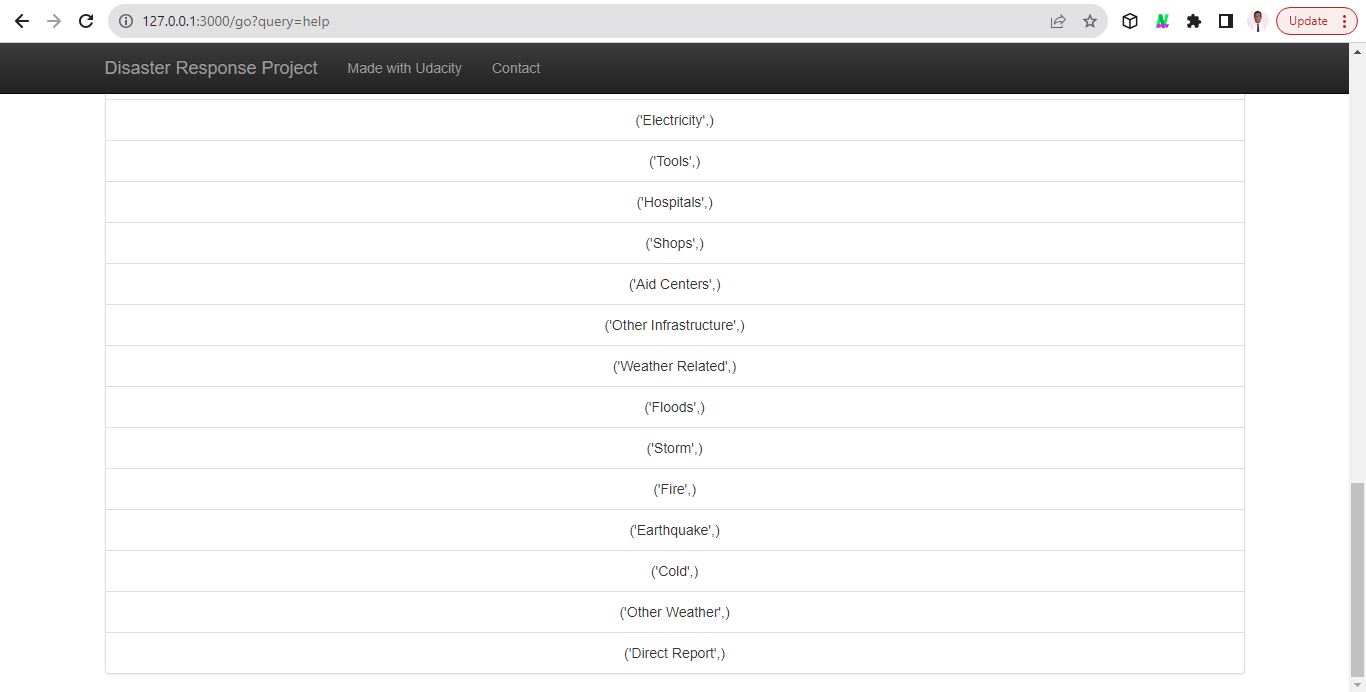 127.0.0.1:3000/go?query=help
Update
Disaster Response Project Made with Udacity Contact
('Electricity',)
('Tools',)
('Hospitals',)
('Shops',)
('Aid Centers',)
('Other Infrastructure',)
('Weather Related',)
('Floods',)
('Storm',)
('Fire',)
('Earthquake',)
('Cold',)
('Other Weather',)
('Direct Report',)